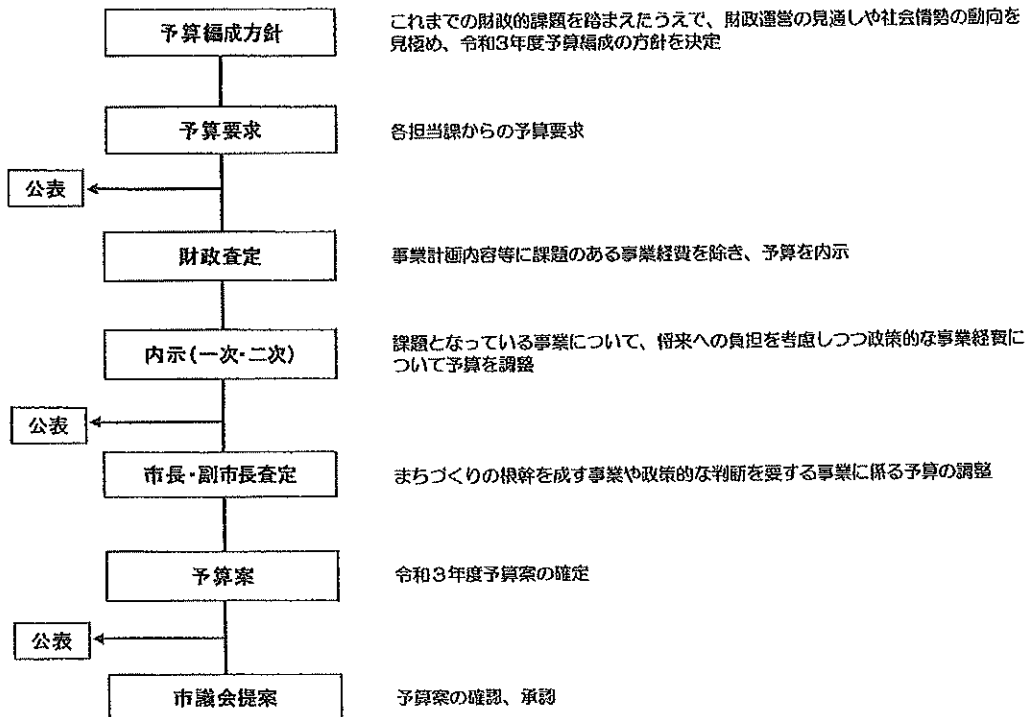 予算編成方針
これまでの財政的課題を踏まえたうえで、財政運営の見通しや社会情勢の動向を
見極め、令和3年度予算編成の方針を決定
予算要求
各担当課からの予算要求
公表
財政査定
事業計画内容等に課題のある事業経費を除き、予算を内示
内示(一次・二次)
課題となっている事業について、将来への負担を考慮しつつ政策的な事業経費に
ついて予算を調整
公表
市長・副市長査定
まちづくりの根幹を成す事業や政策的な判断を要する事業に係る予算の調整
予算案
令和3年度予算案の確定
公表
市議会提案
予算案の確認、承認